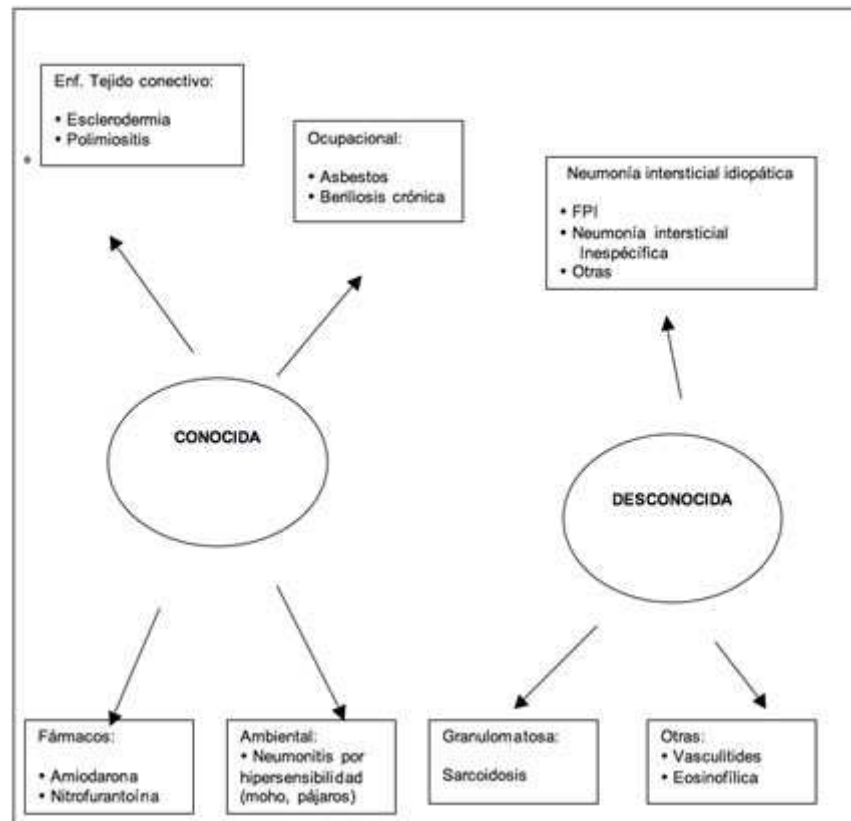 Enf. Tejido conectivo:
• Esclerodermia
• Polimiositis
Ocupacional:
• Asbestos
• Beriliosis crónica
Neumonía intersticial idiopática
• FPI
• Neumonía intersticial
Inespécífica
• Otras
CONOCIDA
DESCONOCIDA
Fármacos:
• Amiodarona
• Nitrofurantoína
Ambiental:
• Neumonitis por
hipersensibilidad
(moho, pájaros)
Granulomatosa:
Sarcoidosis
Otras:
• Vasculitides
• Eosinofílica